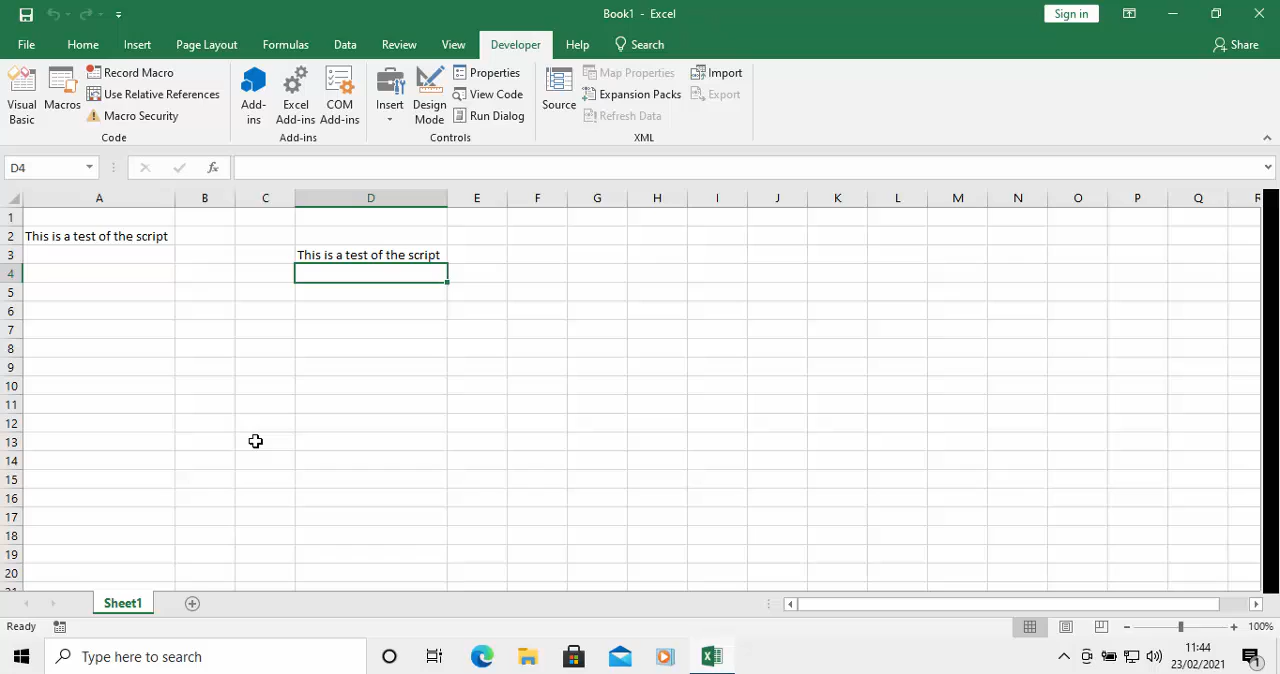 Book1 - Excel
Sign in
File Home Insert Page Layout Formulas Data Review View Developer Help Search Share
Visual Basic
Macros
Record Macro
Use Relative References
Macro Security
Code
Add-ins
Excel Add-ins
COM Add-ins
Add-ins
Insert
Design Mode
Properties
View Code
Run Dialog
Controls
Source
Map Properties
Expansion Packs
Refresh Data
Import
Export
XML
D4
fx
A B C D E F G H I J K L M N O P Q R
1
2 This is a test of the script
3 This is a test of the script
4
5
6
7
8
9
10
11
12
13
14
15
16
17
18
19
20
21
Sheet1
Ready
100%
Type here to search
11:44
23/02/2021
1